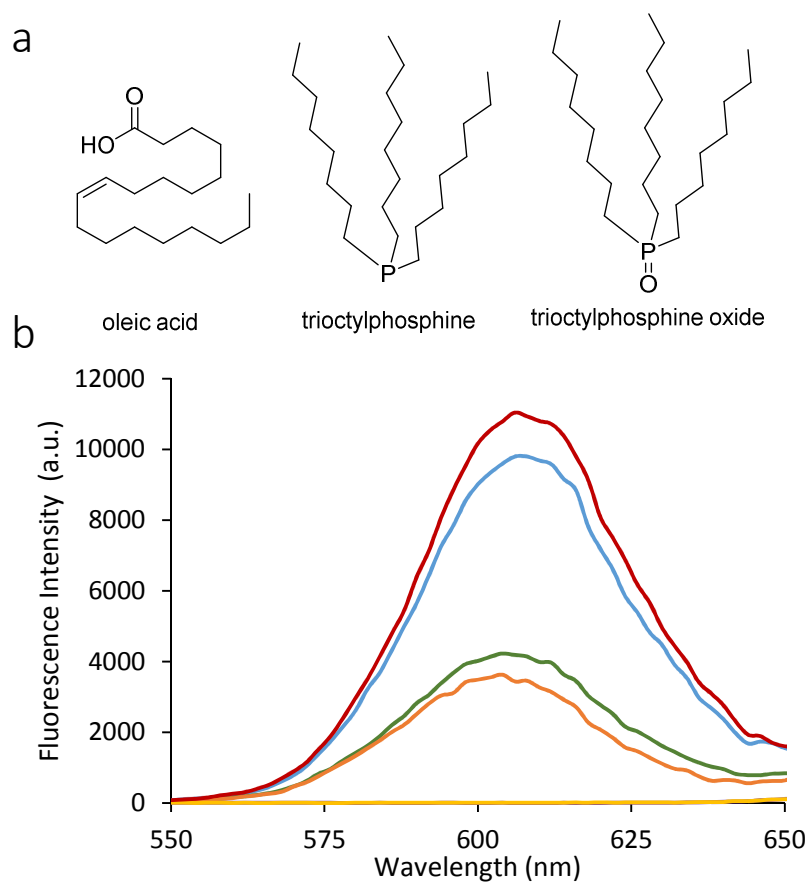 a
O
HO
P
P
O
oleic acid
trioctylphosphine
trioctylphosphine oxide
b
12000
10000
8000
6000
4000
2000
0
Fluorescence Intensity (a.u.)
550 575 600 625 650
Wavelength (nm)